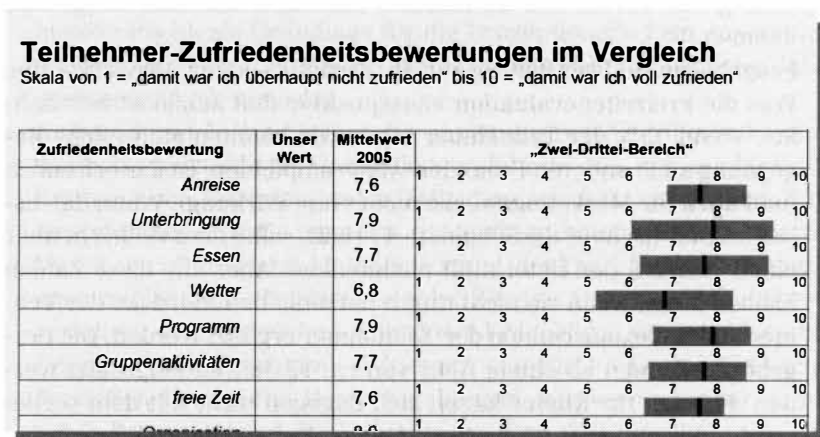 Teilnehmer-Zufriedenheitsbewertungen im Vergleich
Skala von 1 = „damit war ich überhaupt nicht zufrieden“ bis 10 = „damit war ich voll zufrieden“
Zufriedenheitsbewertung Unser Wert Mittelwert 2005 „Zwei-Drittel-Bereich“
1 2 3 4 5 6 7 8 9 10
Anreise 7,6
1 2 3 4 5 6 7 8 9 10
Unterbringung 7,9
1 2 3 4 5 6 7 8 9 10
Essen 7,7
1 2 3 4 5 6 7 8 9 10
Wetter 6,8
1 2 3 4 5 6 7 8 9 10
Programm 7,9
1 2 3 4 5 6 7 8 9 10
Gruppenaktivitäten 7,7
1 2 3 4 5 6 7 8 9 10
freie Zeit 7,6
1 2 3 4 5 6 7 8 9 10